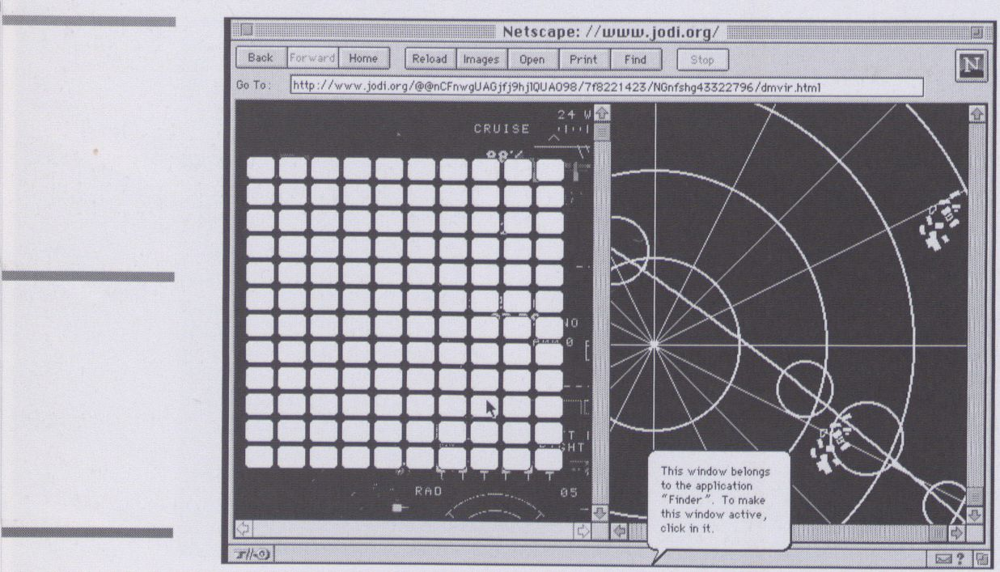 Netscape: //www.jodi.org/
Back Forward Home Reload Images Open Print Find Stop
N
Go To: http://www.jodi.org/@@nCFnwgUAGjfj9hjlQUA098/7f8221423/NGnfshg43322796/dmvir.html
24 W
CRUISE
88%
NO
0
T
RIGHT
RAD 05
This window belongs
to the application
"Finder". To make
this window active,
click in it.
?